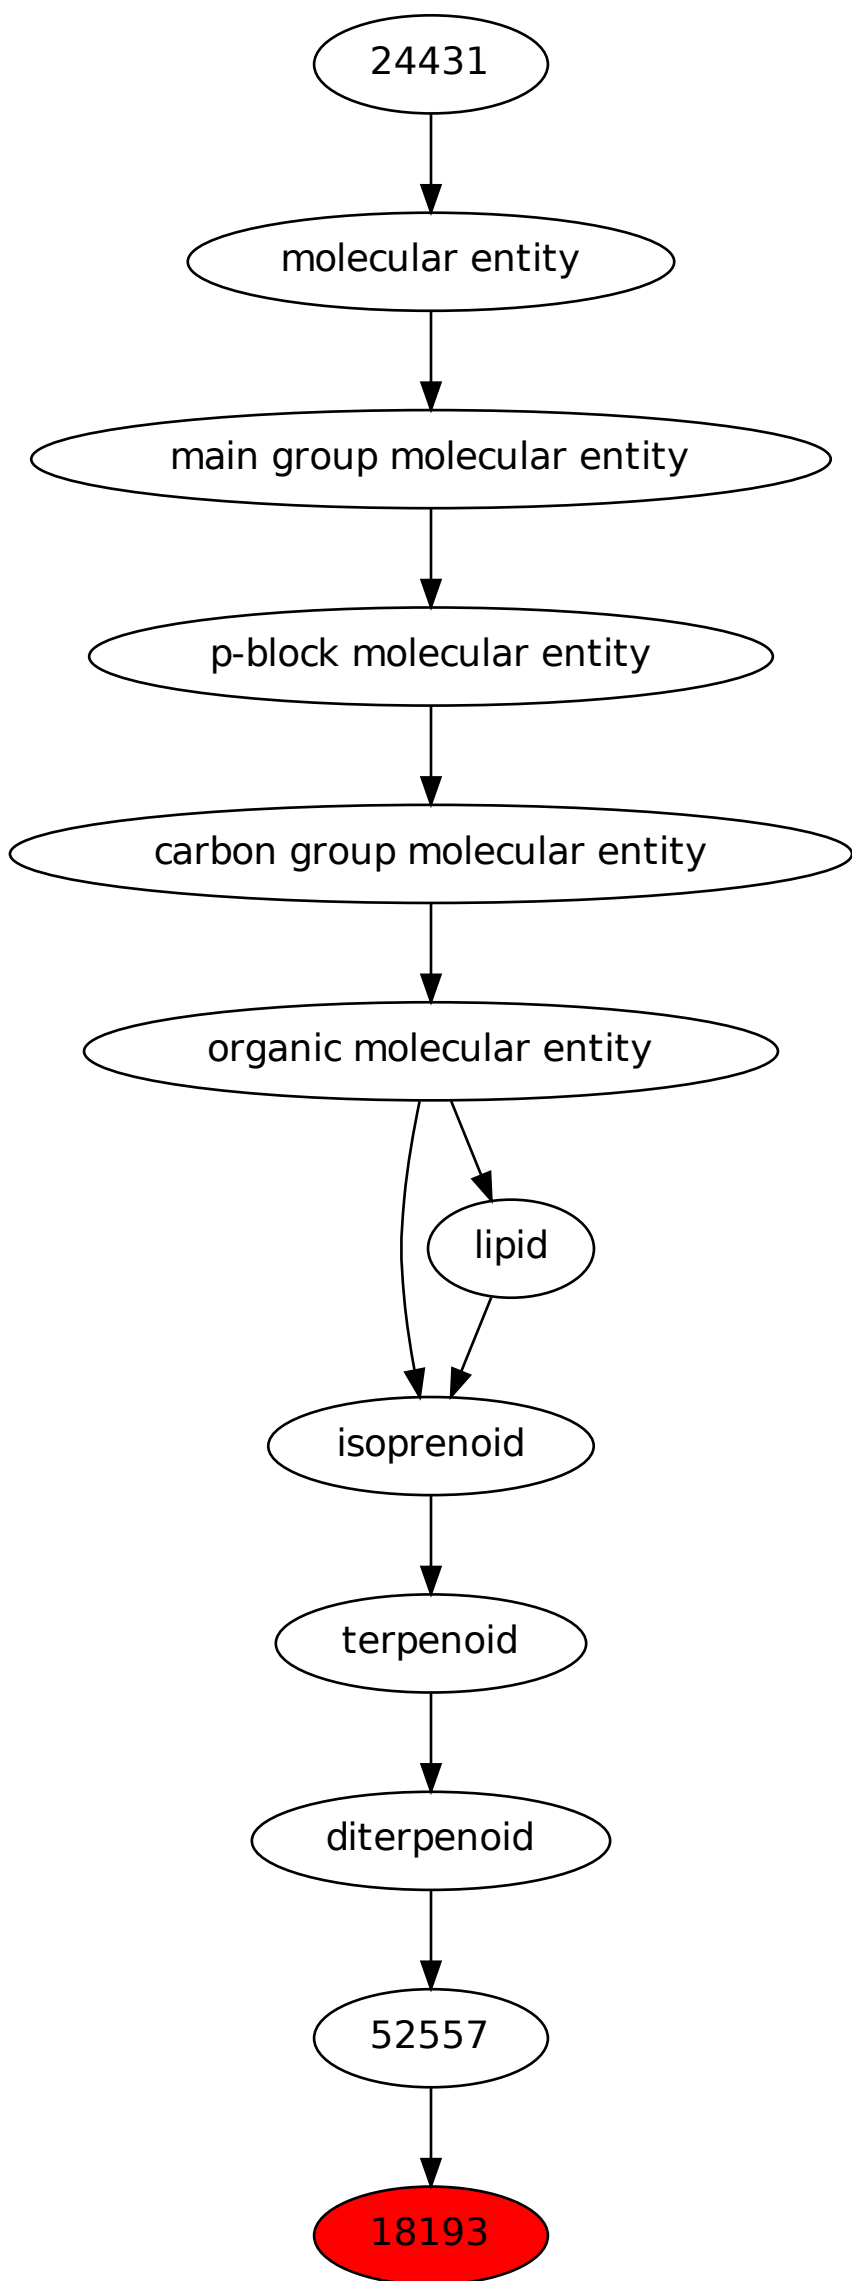 24431
molecular entity
main group molecular entity
p-block molecular entity
carbon group molecular entity
organic molecular entity
lipid
isoprenoid
terpenoid
diterpenoid
52557
18193